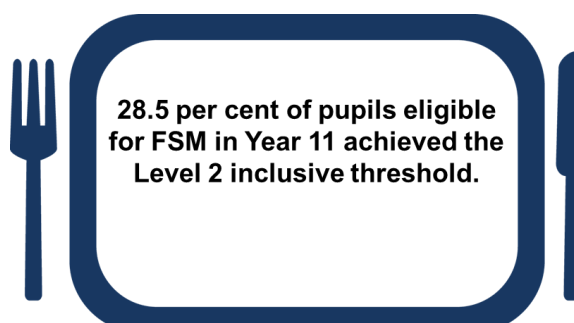 28.5 per cent of pupils eligible
for FSM in Year 11 achieved the
Level 2 inclusive threshold.